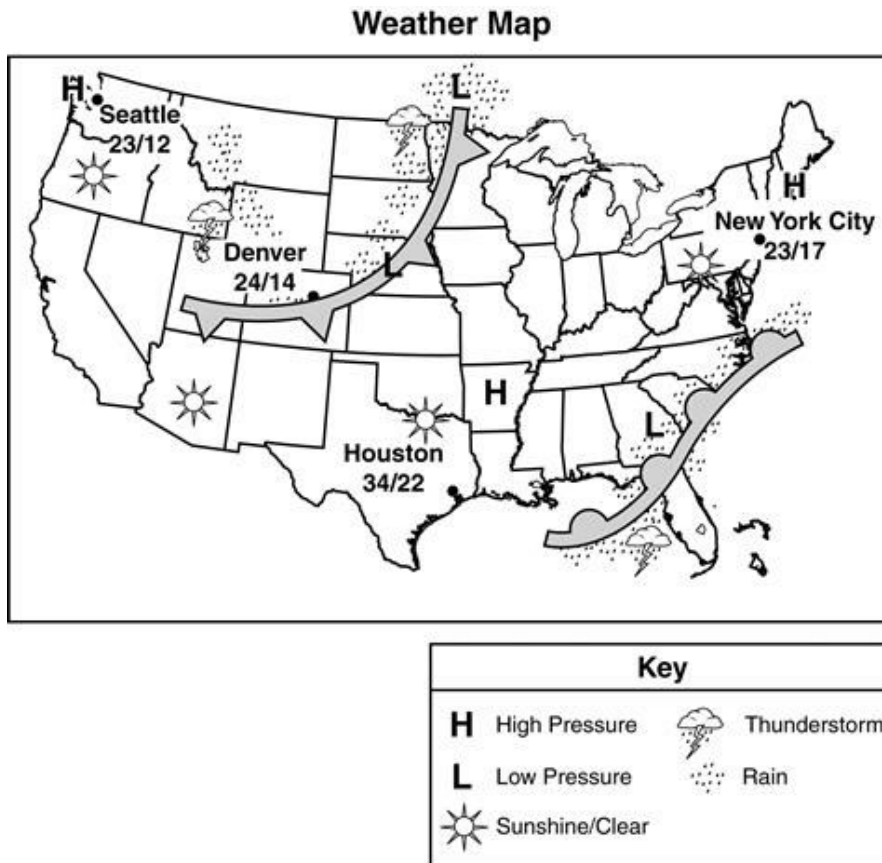 Weather Map
L
H
Seattle
23/12
H
New York City
23/17
Denver
24/14
L
H
L
Houston
34/22
Key
H High Pressure
Thunderstorm
L Low Pressure
Rain
Sunshine/Clear